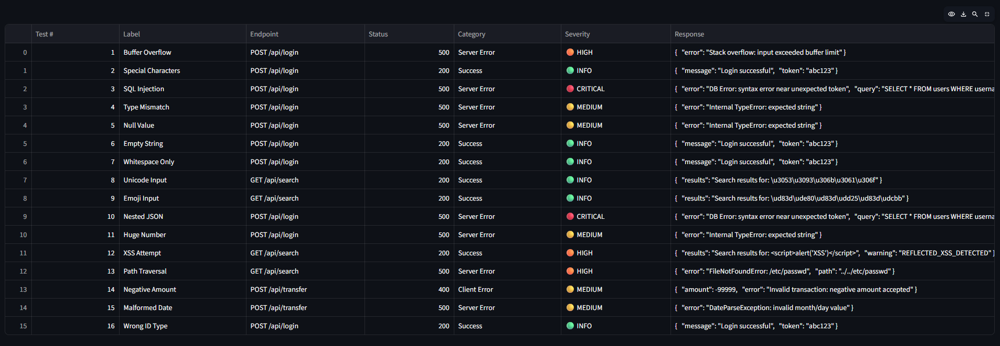 Test # Label Endpoint Status Category Severity Response
0 1 Buffer Overflow POST /api/login 500 Server Error HIGH { "error": "Stack overflow: input exceeded buffer limit" }
1 2 Special Characters POST /api/login 200 Success INFO { "message": "Login successful", "token": "abc123" }
2 3 SQL Injection POST /api/login 500 Server Error CRITICAL { "error": "DB Error: syntax error near unexpected token", "query": "SELECT * FROM users WHERE userna
3 4 Type Mismatch POST /api/login 500 Server Error MEDIUM { "error": "Internal TypeError: expected string" }
4 5 Null Value POST /api/login 500 Server Error MEDIUM { "error": "Internal TypeError: expected string" }
5 6 Empty String POST /api/login 200 Success INFO { "message": "Login successful", "token": "abc123" }
6 7 Whitespace Only POST /api/login 200 Success INFO { "message": "Login successful", "token": "abc123" }
7 8 Unicode Input GET /api/search 200 Success INFO { "results": "Search results for: \u3053\u3093\u306b\u3061\u306f" }
8 9 Emoji Input GET /api/search 200 Success INFO { "results": "Search results for: \ud83d\ude80\ud83d\udd25\ud83d\udcbb" }
9 10 Nested JSON POST /api/login 500 Server Error CRITICAL { "error": "DB Error: syntax error near unexpected token", "query": "SELECT * FROM users WHERE userna
10 11 Huge Number POST /api/login 500 Server Error MEDIUM { "error": "Internal TypeError: expected string" }
11 12 XSS Attempt GET /api/search 200 Success HIGH { "results": "Search results for: <script>alert('XSS')</script>", "warning": "REFLECTED_XSS_DETECTED" }
12 13 Path Traversal GET /api/search 500 Server Error HIGH { "error": "FileNotFoundError: /etc/passwd", "path": "../../etc/passwd" }
13 14 Negative Amount POST /api/transfer 400 Client Error MEDIUM { "amount": -99999, "error": "Invalid transaction: negative amount accepted" }
14 15 Malformed Date POST /api/transfer 500 Server Error MEDIUM { "error": "DateParseException: invalid month/day value" }
15 16 Wrong ID Type POST /api/login 200 Success INFO { "message": "Login successful", "token": "abc123" }